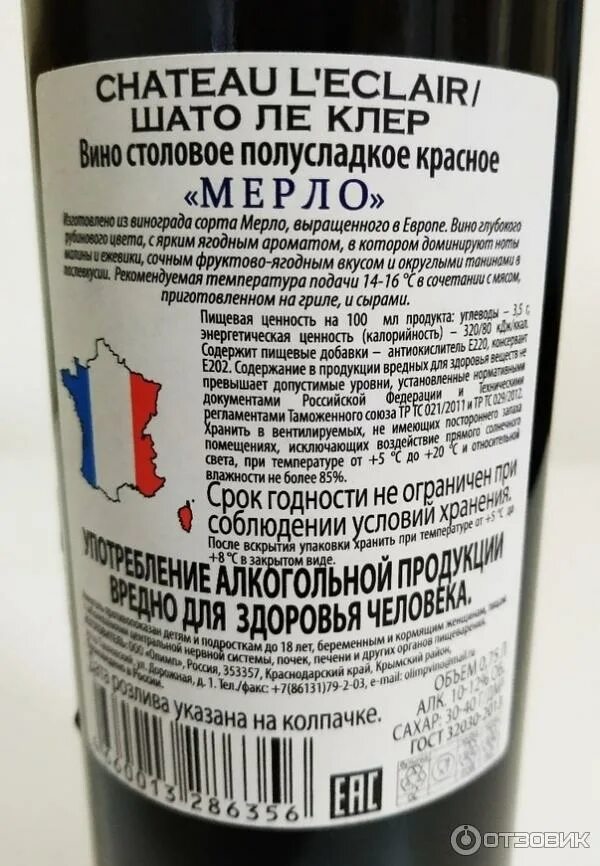 CHATEAU L'ECLAIR/
ШАТО ЛЕ КЛЕР
Вино столовое полусладкое красное
«МЕРЛО»
Изготовлено из винограда сорта Мерло, выращенного в Европе. Вино глубокого
рубинового цвета, с ярким ягодным ароматом, в котором доминируют ноты
малины и ежевики, сочным фруктово-ягодным вкусом и округлыми танинами в
послевкусии. Рекомендуемая температура подачи 14-16 °С в сочетании с мясом,
приготовленном на гриле, и сырами.
Пищевая ценность на 100 мл продукта: углеводы – 3,5 г,
энергетическая ценность (калорийность) – 320/80 кДж/ккал.
Содержит пищевые добавки – антиокислитель Е220, консервант
Е202. Содержание в продукции вредных для здоровья веществ не
превышает допустимые уровни, установленные нормативными
документами Российской Федерации и Техническими
регламентами Таможенного союза ТР ТС 021/2011 и ТР ТС 029/2012.
Хранить в вентилируемых, не имеющих постороннего запаха
помещениях, исключающих воздействие прямого солнечного
света, при температуре от +5 °С до +20 °С и относительной
влажности не более 85%.
Срок годности не ограничен при
соблюдении условий хранения.
После вскрытия упаковки хранить при температуре от +5 °С до
+8 °С в закрытом виде.
УПОТРЕБЛЕНИЕ АЛКОГОЛЬНОЙ ПРОДУКЦИИ
ВРЕДНО ДЛЯ ЗДОРОВЬЯ ЧЕЛОВЕКА.
противопоказан детям и подросткам до 18 лет, беременным и кормящим женщинам, лицам
центральной нервной системы, почек, печени и других органов пищеварения.
ООО «Олимп», Россия, 353357, Краснодарский край, Крымский район,
ул. Дорожная, д. 1. Тел./факс: +7(86131)79-2-03, e-mail: olimpvino@mail.ru
в России.
Дата розлива указана на колпачке.
ОБЪЕМ 0,75 Л
АЛК. 10-12% ОБ.
САХАР: 30-40 Г/ДМ³
ГОСТ 32030-2013
60013 286356
ЕАС
ОТЗОВИК